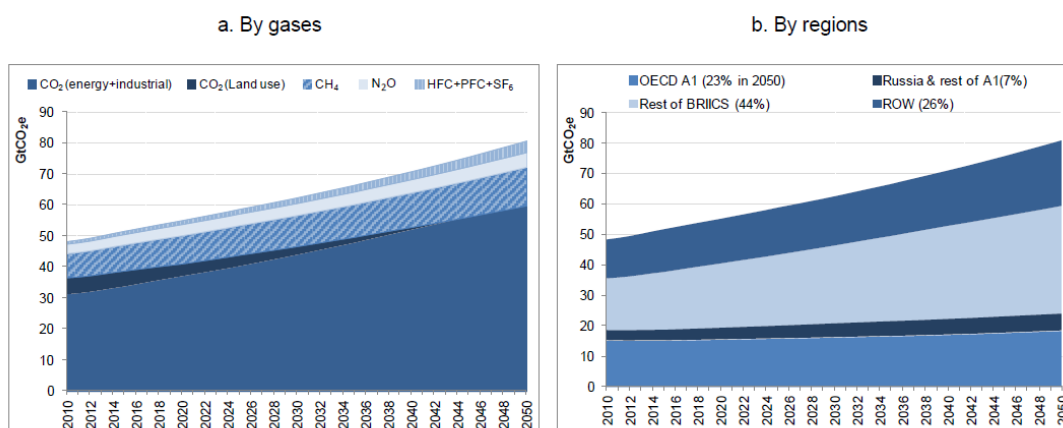 a. By gases
b. By regions
CO₂ (energy+industrial) CO₂ (Land use) CH₄ N₂O HFC+PFC+SF₆
GtCO₂e
90
80
70
60
50
40
30
20
10
0
2010 2012 2014 2016 2018 2020 2022 2024 2026 2028 2030 2032 2034 2036 2038 2040 2042 2044 2046 2048 2050
OECD A1 (23% in 2050) Russia & rest of A1(7%)
Rest of BRIICS (44%) ROW (26%)
GtCO₂e
90
80
70
60
50
40
30
20
10
0
2010 2012 2014 2016 2018 2020 2022 2024 2026 2028 2030 2032 2034 2036 2038 2040 2042 2044 2046 2048